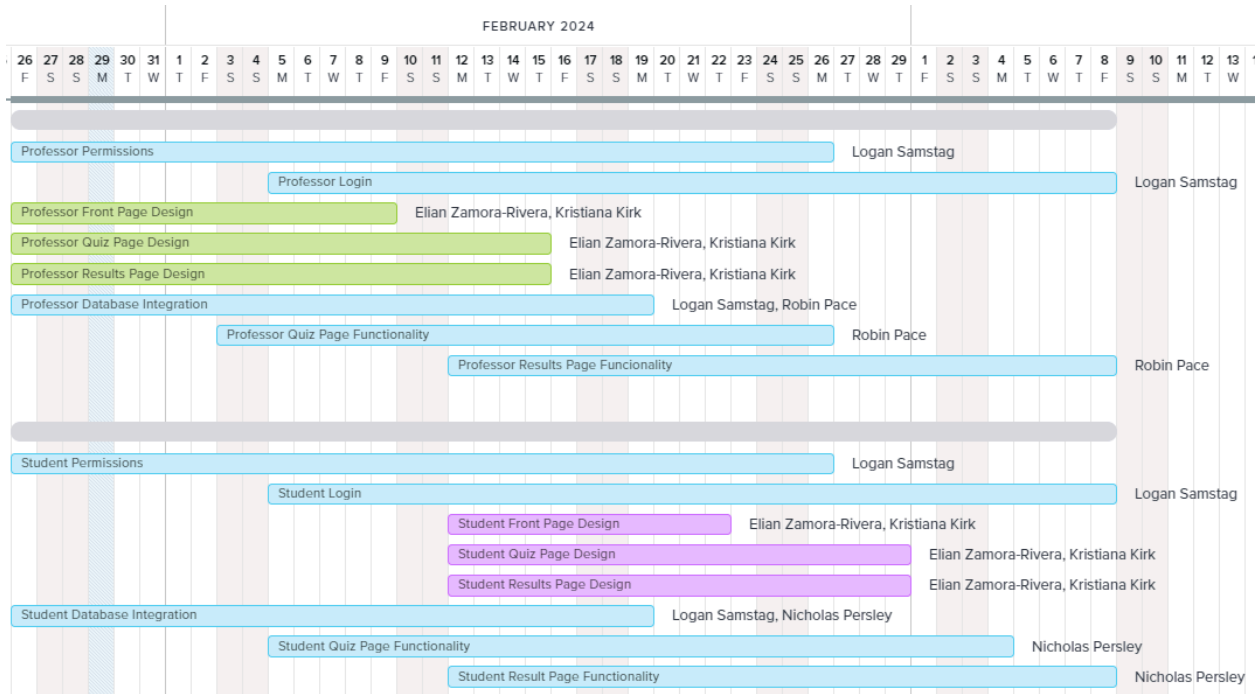 FEBRUARY 2024
26 27 28 29 30 31 1 2 3 4 5 6 7 8 9 10 11 12 13 14 15 16 17 18 19 20 21 22 23 24 25 26 27 28 29 1 2 3 4 5 6 7 8 9 10 11 12 13
F S S M T W T F S S M T W T F S S M T W T F S S M T W T F S S M T W T F S S M T W T F S S M T W
Professor Permissions Logan Samstag
Professor Login Logan Samstag
Professor Front Page Design Elian Zamora-Rivera, Kristiana Kirk
Professor Quiz Page Design Elian Zamora-Rivera, Kristiana Kirk
Professor Results Page Design Elian Zamora-Rivera, Kristiana Kirk
Professor Database Integration Logan Samstag, Robin Pace
Professor Quiz Page Functionality Robin Pace
Professor Results Page Funcionality Robin Pace
Student Permissions Logan Samstag
Student Login Logan Samstag
Student Front Page Design Elian Zamora-Rivera, Kristiana Kirk
Student Quiz Page Design Elian Zamora-Rivera, Kristiana Kirk
Student Results Page Design Elian Zamora-Rivera, Kristiana Kirk
Student Database Integration Logan Samstag, Nicholas Persley
Student Quiz Page Functionality Nicholas Persley
Student Result Page Functionality Nicholas Persley